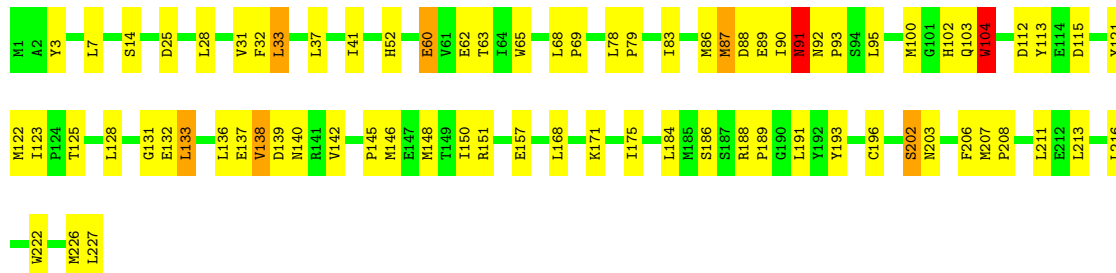 M1 A2 Y3 L7 S14 D25 L28 V31 F32 L33 L37 I41 H52 E60 V61 E62 T63 I64 W65 L68 P69 L78 P79 I83 M86 M87 D88 E89 I90 N91 N92 P93 S94 L95 M100 G101 H102 Q103 W104 D112 Y113 E114 D115
M122 I123 P124 T125 L128 G131 E132 L133 L136 E137 V138 D139 N140 R141 V142 P145 M146 E147 M148 T149 I150 R151 E157 L168 K171 I175 L184 M185 S186 S187 R188 P189 G190 L191 Y192 Y193 C196 S202 N203 F206 M207 P208 L211 E212 L213
W222 M226 L227